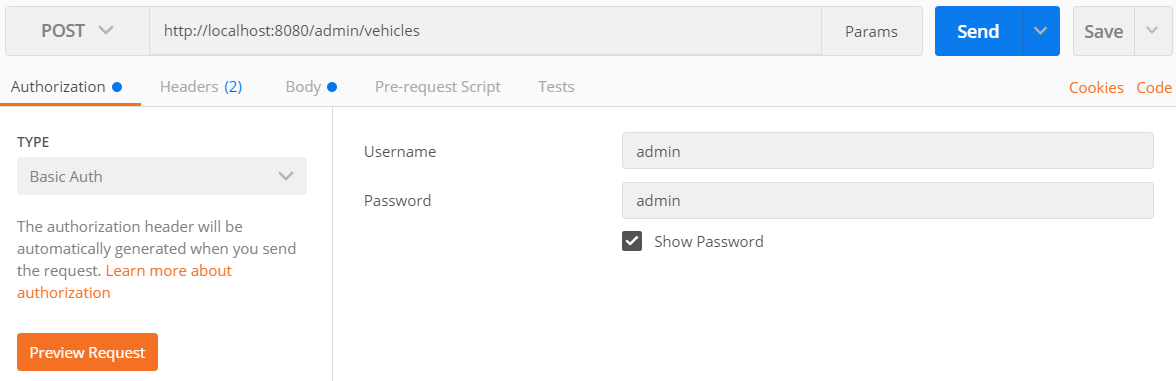 POST http://localhost:8080/admin/vehicles Params Send Save
Authorization Headers (2) Body Pre-request Script Tests Cookies Code
TYPE
Basic Auth
The authorization header will be
automatically generated when you send
the request. Learn more about
authorization
Preview Request
Username admin
Password admin
Show Password